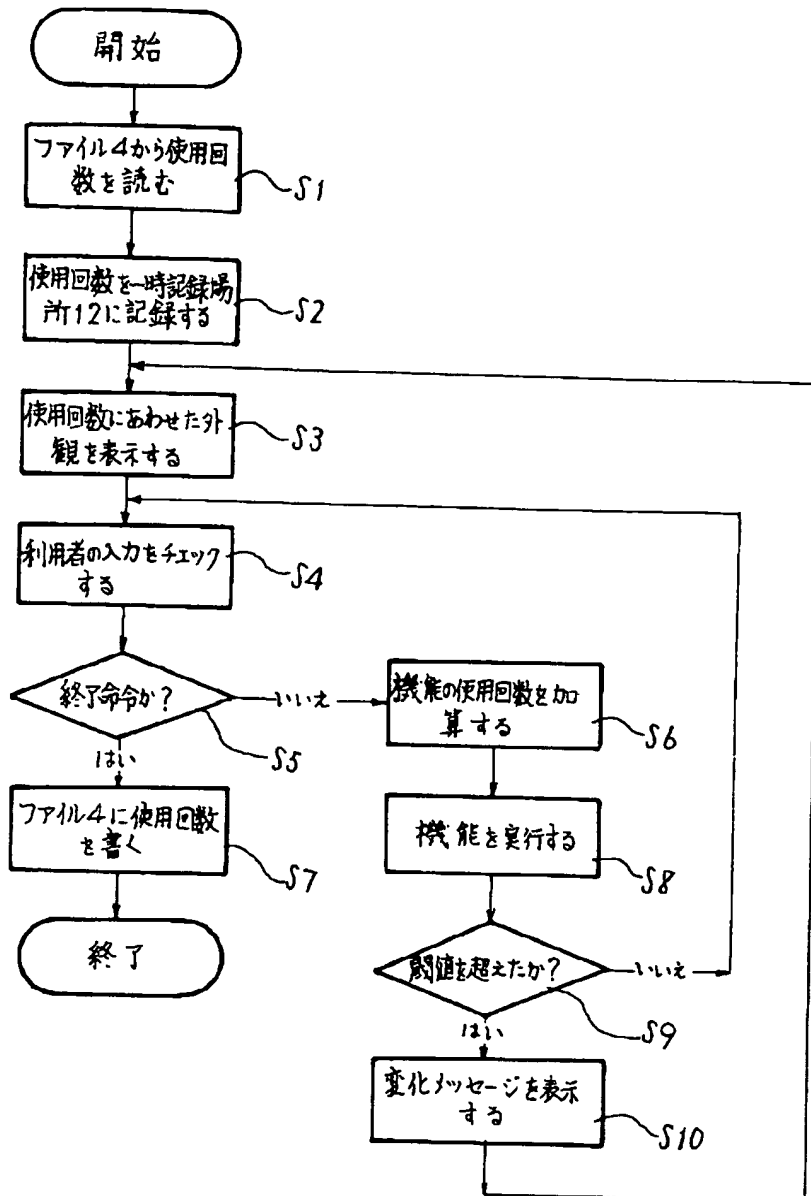 開始
ファイル4から使用回
数を読む
S1
使用回数を一時記録場
所12に記録する
S2
使用回数にあわせた外
観を表示する
S3
利用者の入力をチェック
する
S4
終了命令か?
いいえ
S5
はい
機能の使用回数を加
算する
S6
ファイル4に使用回数
を書く
S7
機能を実行する
S8
終了
閾値を超えたか?
いいえ
S9
はい
変化メッセージを表示
する
S10